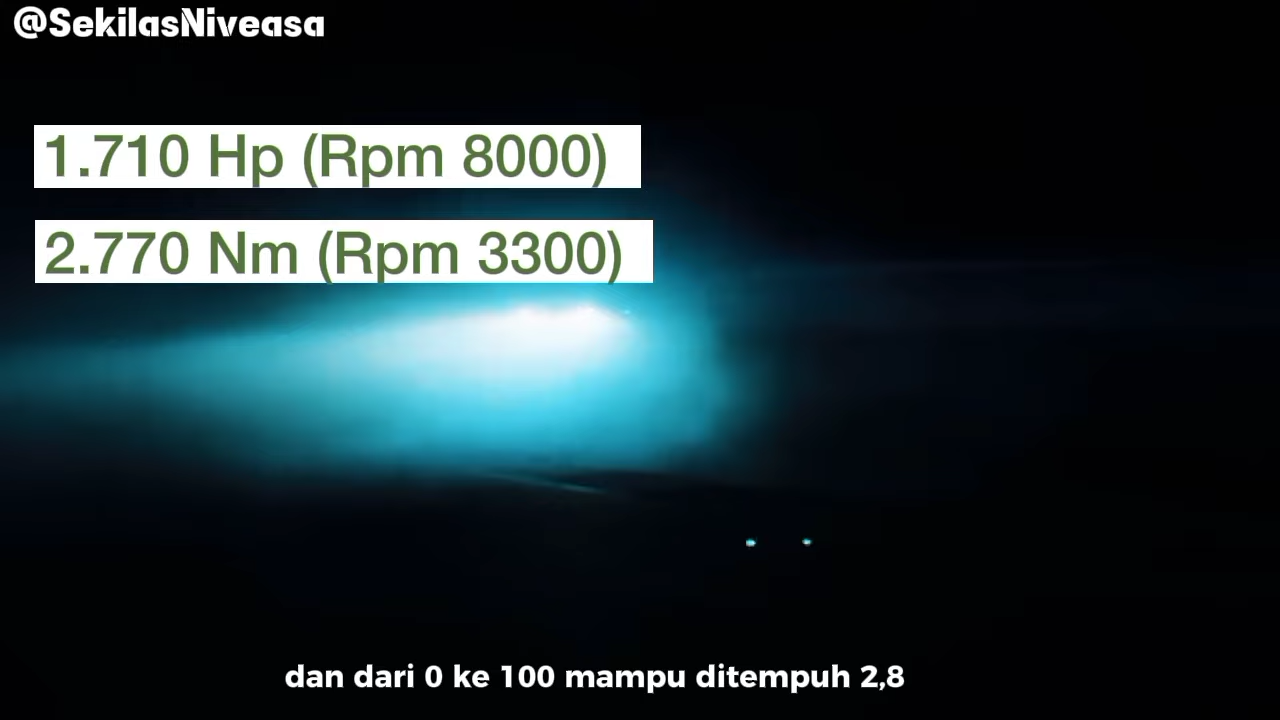 @SekilasNiveasa
1.710 Hp (Rpm 8000)
2.770 Nm (Rpm 3300)
dan dari 0 ke 100 mampu ditempuh 2,8